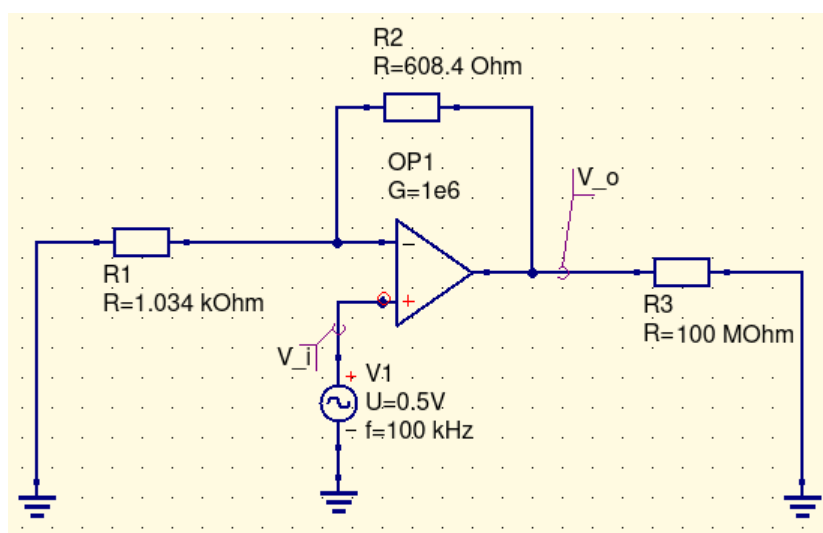 R2
R=608.4 Ohm
OP1
G=1e6
V_o
R1
R=1.034 kOhm
−
+
R3
R=100 MOhm
V_i
+ V1
U=0.5V
− f=100 kHz